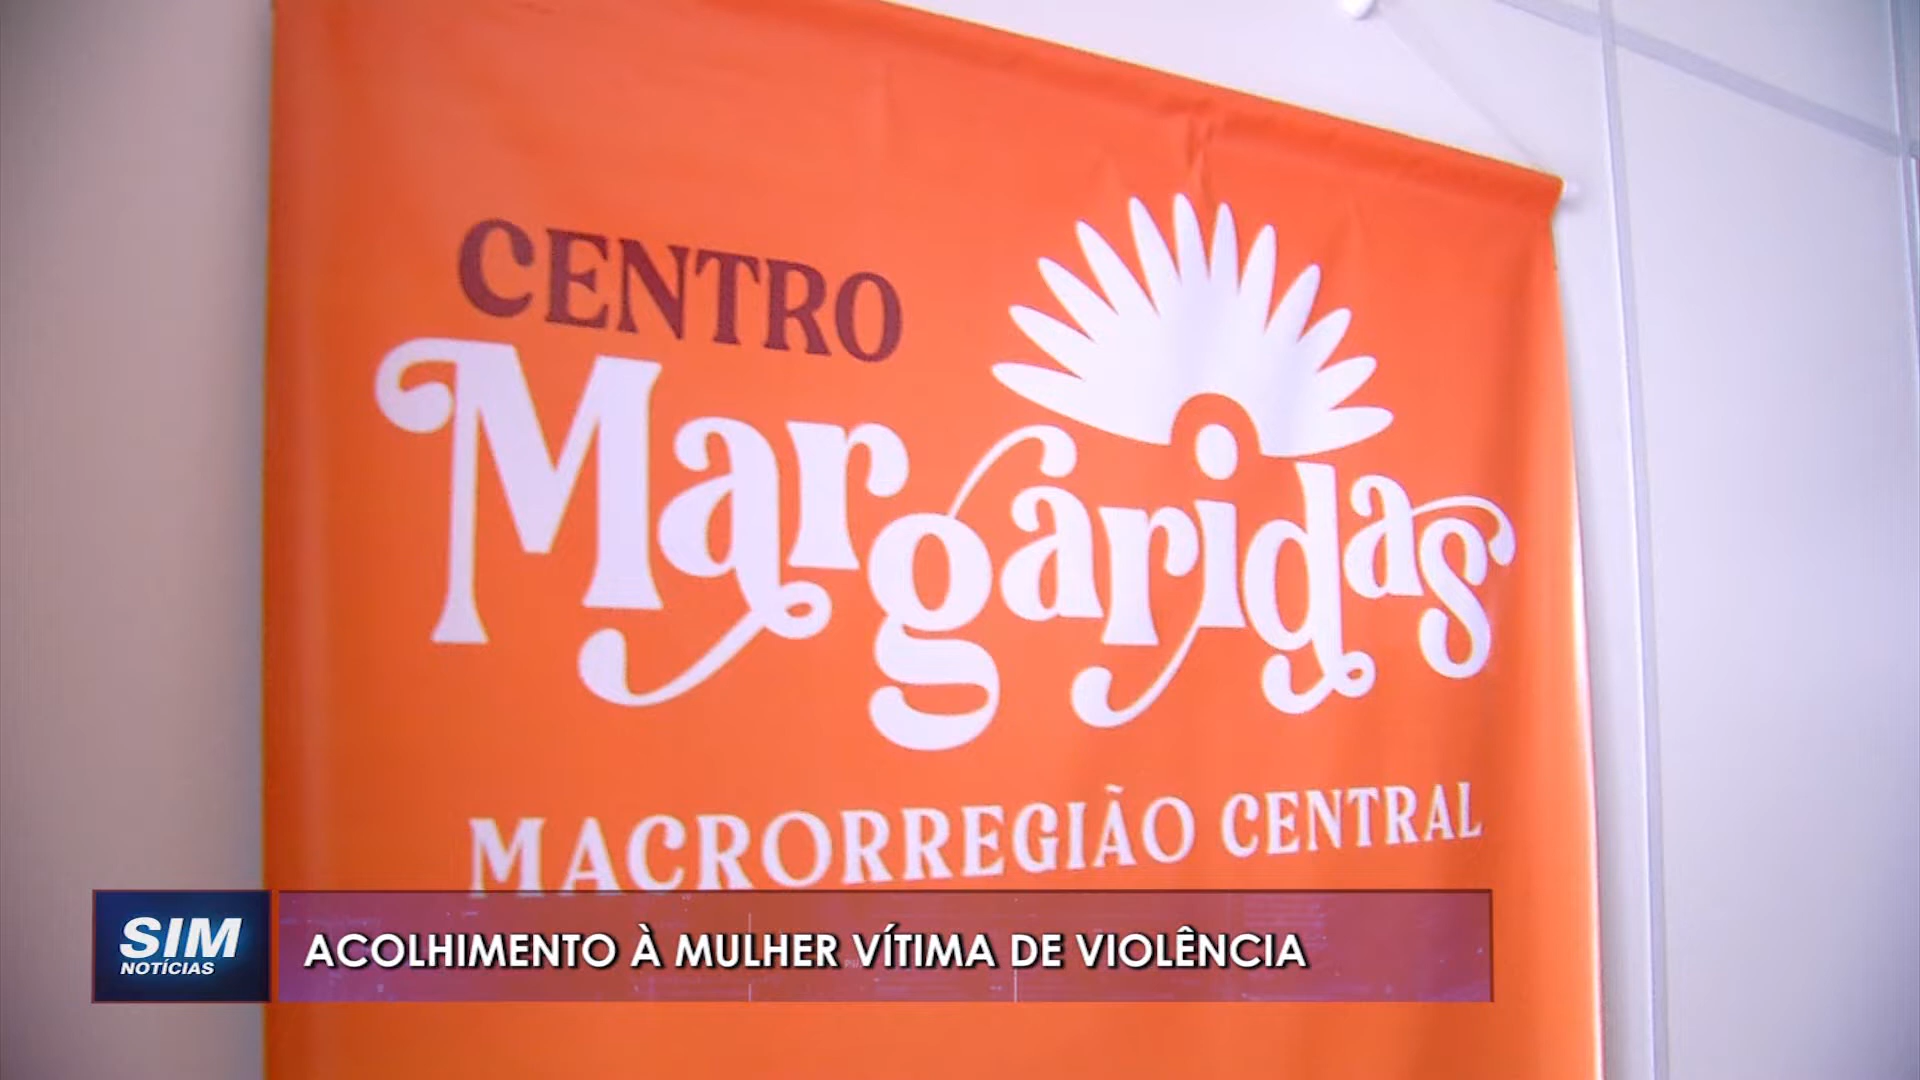 CENTRO
Margaridas
MACRORREGIÃO CENTRAL
SIM
NOTÍCIAS
ACOLHIMENTO À MULHER VÍTIMA DE VIOLÊNCIA